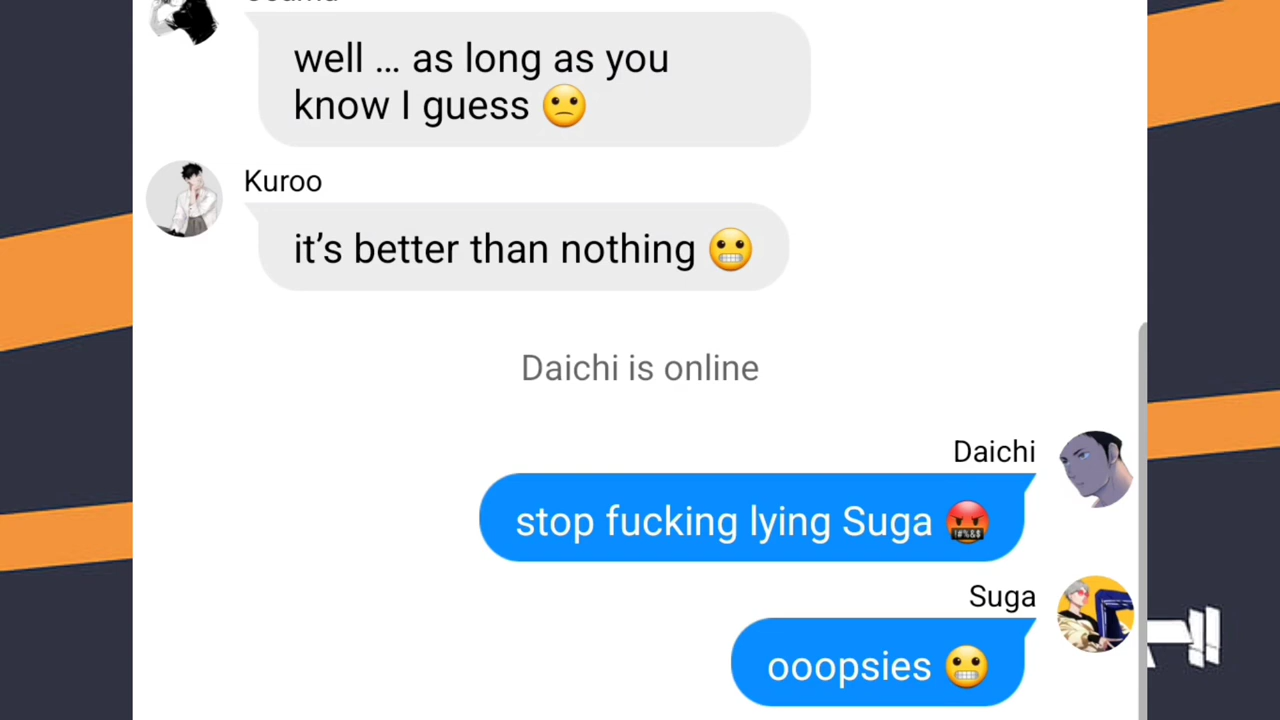 well … as long as you
know I guess 😕
Kuroo
it’s better than nothing 😬
Daichi is online
Daichi
stop fucking lying Suga 🤬
Suga
ooopsies 😬